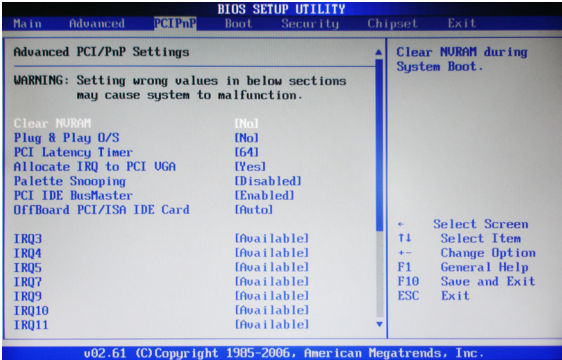 BIOS SETUP UTILITY
Main Advanced PCIPnP Boot Security Chipset Exit
Advanced PCI/PnP Settings
WARNING: Setting wrong values in below sections
may cause system to malfunction.
Clear NVRAM [No]
Plug & Play O/S [No]
PCI Latency Timer [64]
Allocate IRQ to PCI VGA [Yes]
Palette Snooping [Disabled]
PCI IDE BusMaster [Enabled]
OffBoard PCI/ISA IDE Card [Auto]
IRQ3 [Available]
IRQ4 [Available]
IRQ5 [Available]
IRQ7 [Available]
IRQ9 [Available]
IRQ10 [Available]
IRQ11 [Available]
Clear NVRAM during
System Boot.
← Select Screen
↑↓ Select Item
+- Change Option
F1 General Help
F10 Save and Exit
ESC Exit
v02.61 (C)Copyright 1985-2006, American Megatrends, Inc.